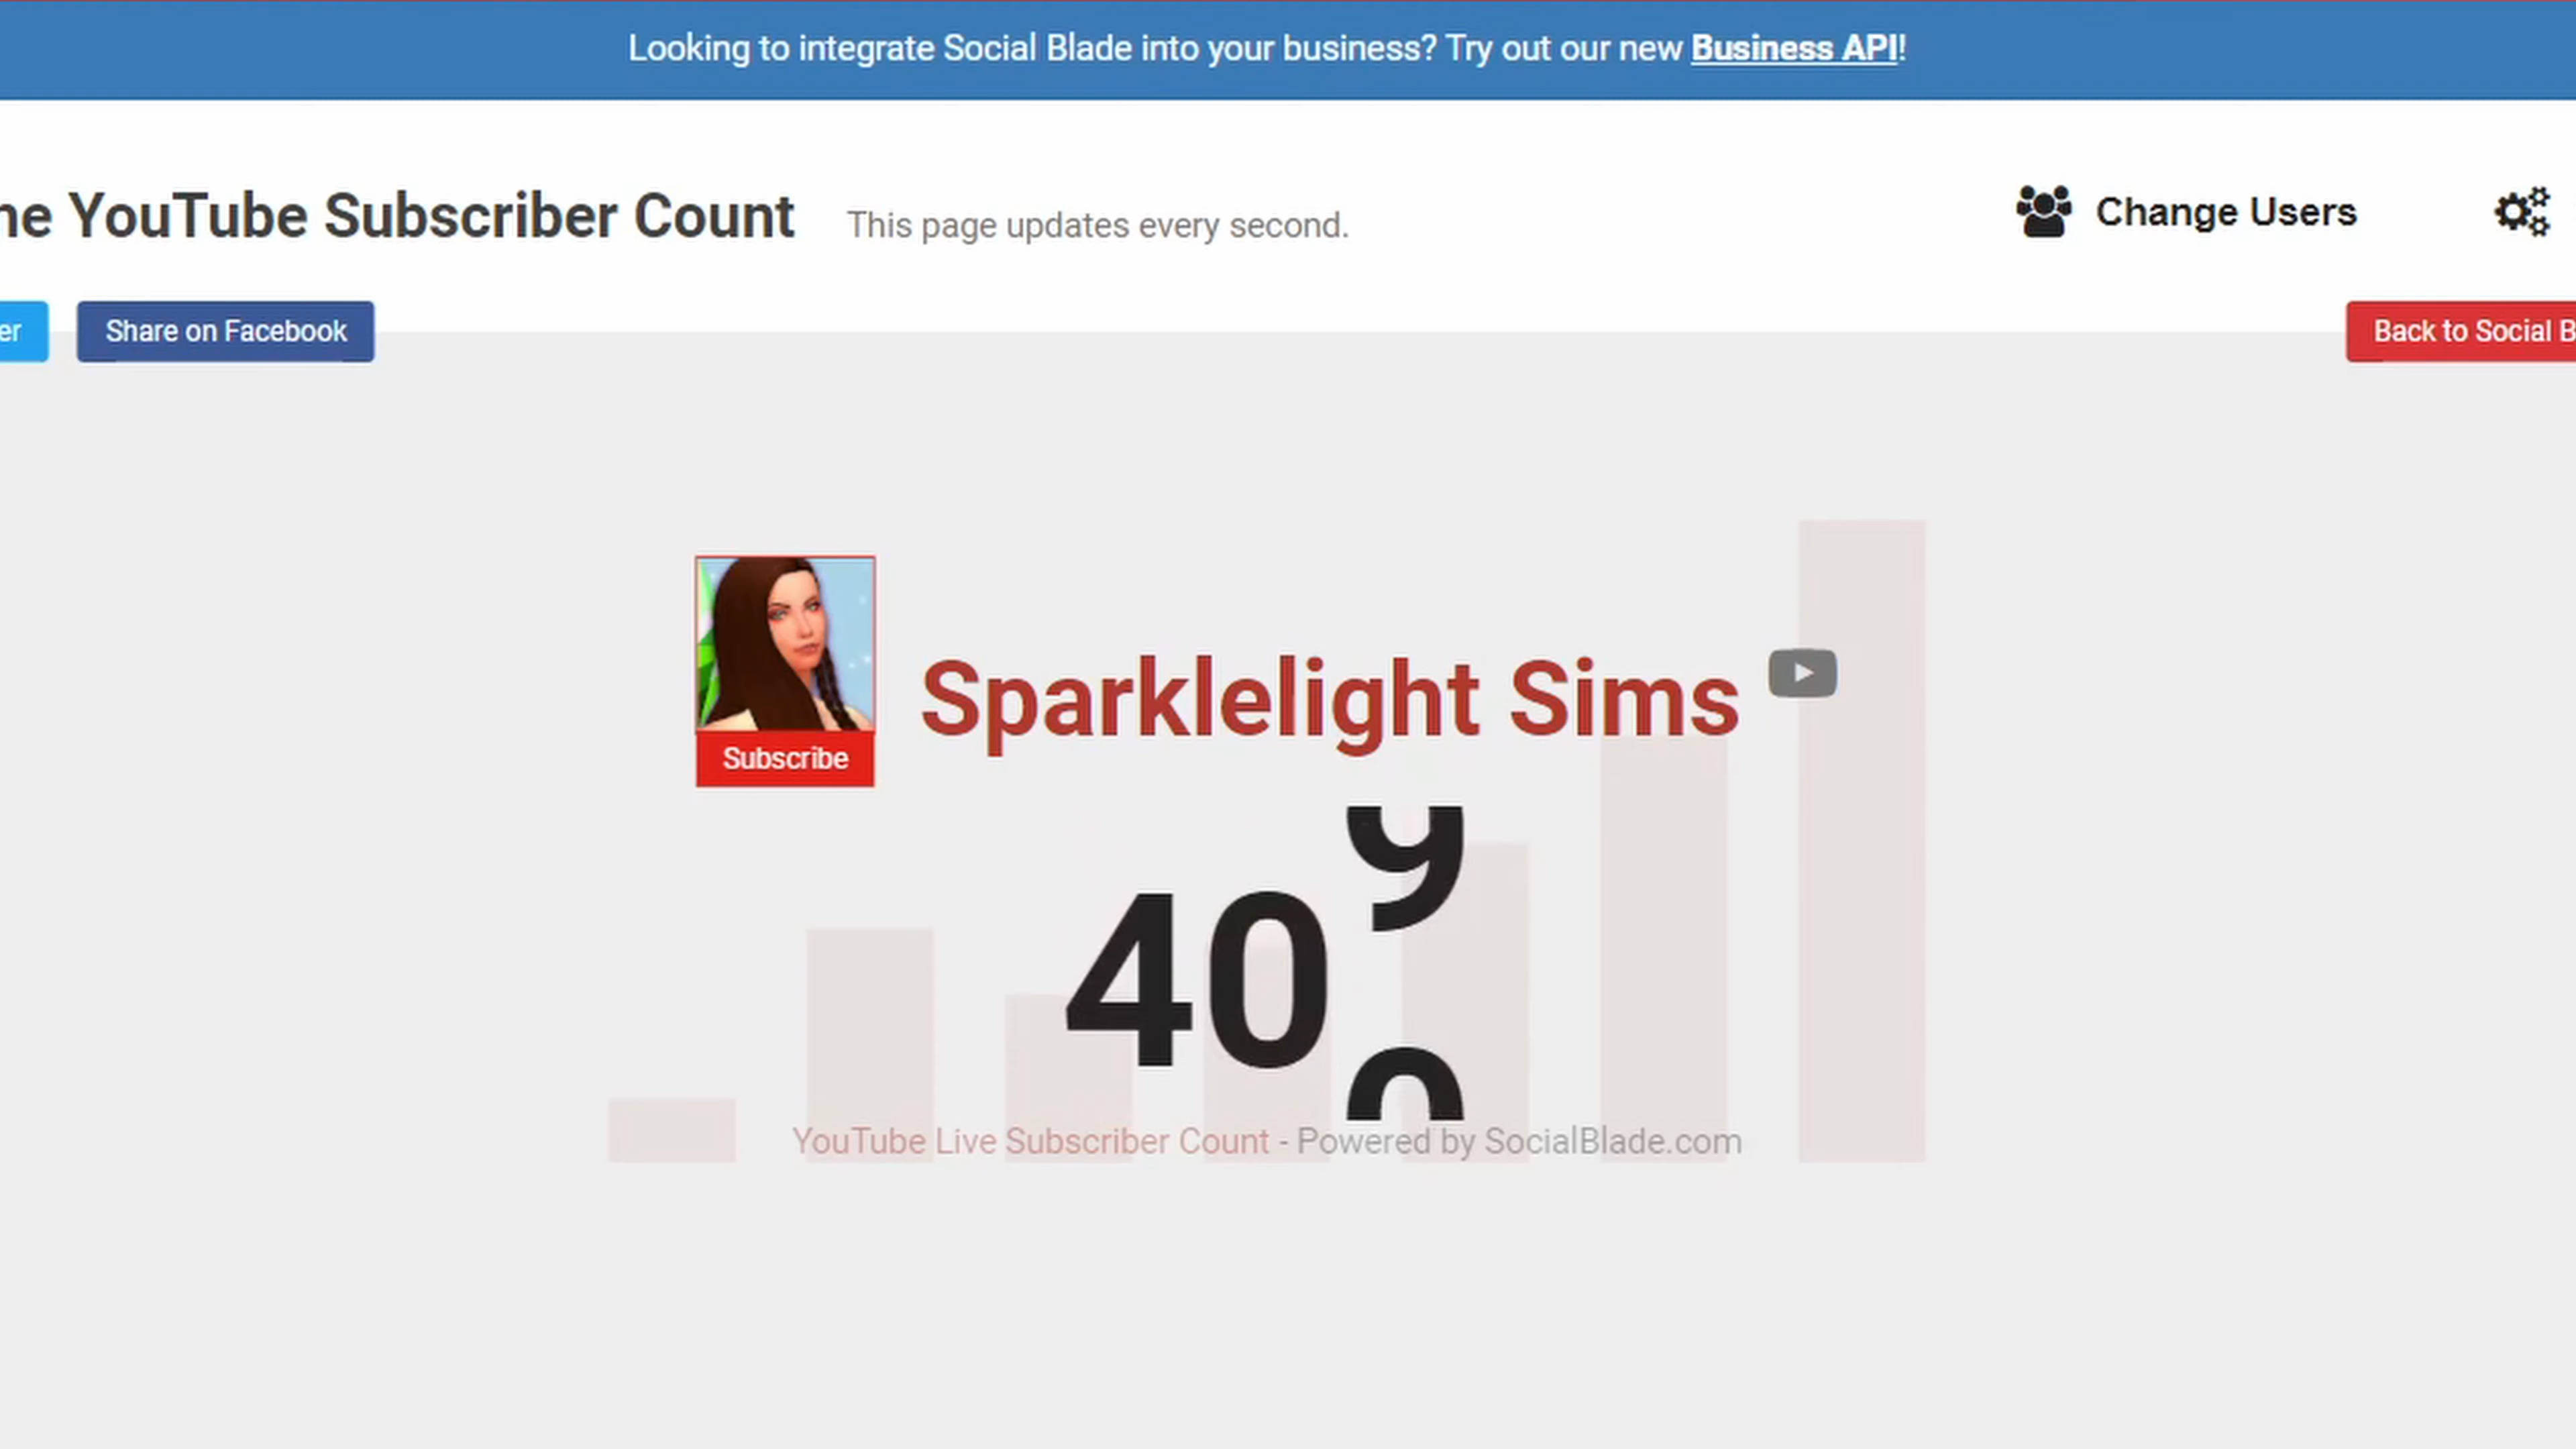 Looking to integrate Social Blade into your business? Try out our new Business API!
ne YouTube Subscriber Count This page updates every second.
Change Users
er
Share on Facebook
Back to Social B
Sparklelight Sims
Subscribe
40
9
YouTube Live Subscriber Count - Powered by SocialBlade.com